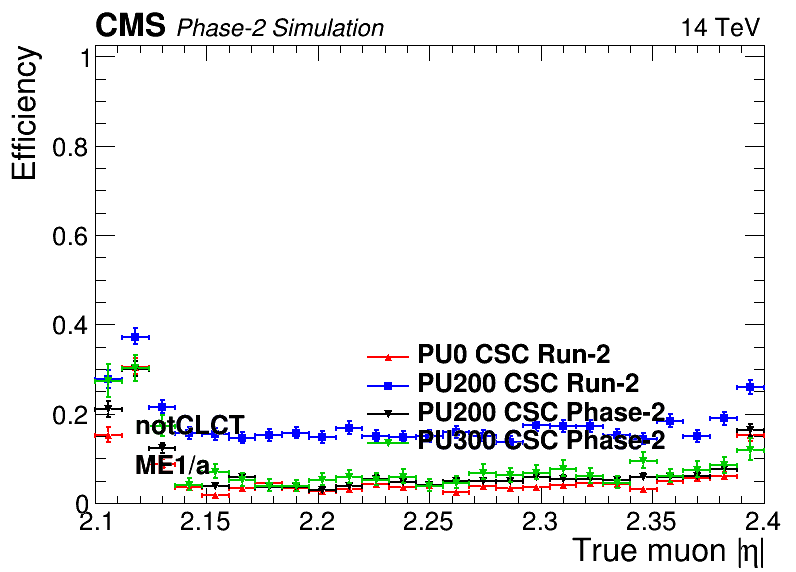 CMS Phase-2 Simulation 14 TeV
Efficiency
1
0.8
0.6
0.4
0.2
0
PU0 CSC Run-2
PU200 CSC Run-2
PU200 CSC Phase-2
PU300 CSC Phase-2
notCLCT
ME1/a
2.1 2.15 2.2 2.25 2.3 2.35 2.4
True muon |η|